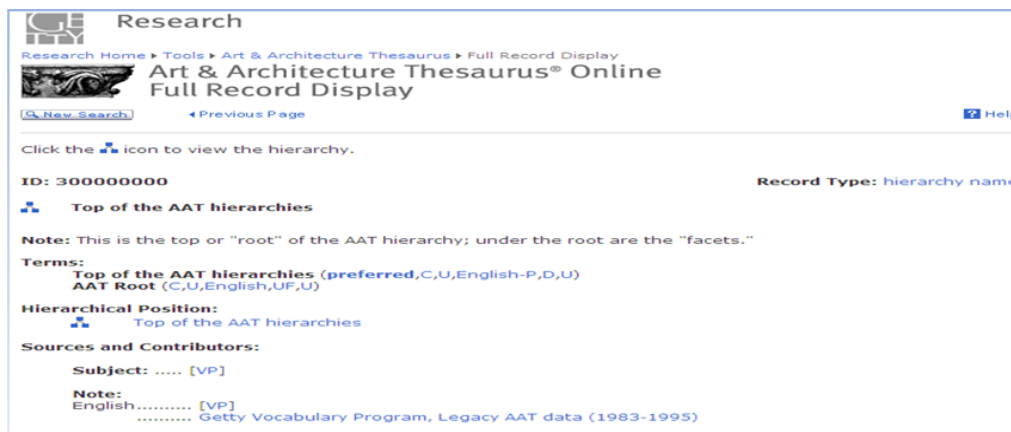 GETTY
Research
Research Home ▸ Tools ▸ Art & Architecture Thesaurus ▸ Full Record Display
Art & Architecture Thesaurus® Online
Full Record Display
New Search ◂ Previous Page ? Help
Click the icon to view the hierarchy.
ID: 300000000 Record Type: hierarchy name
Top of the AAT hierarchies
Note: This is the top or "root" of the AAT hierarchy; under the root are the "facets."
Terms:
Top of the AAT hierarchies (preferred,C,U,English-P,D,U)
AAT Root (C,U,English,UF,U)
Hierarchical Position:
Top of the AAT hierarchies
Sources and Contributors:
Subject: ..... [VP]
Note:
English.......... [VP]
.......... Getty Vocabulary Program, Legacy AAT data (1983-1995)